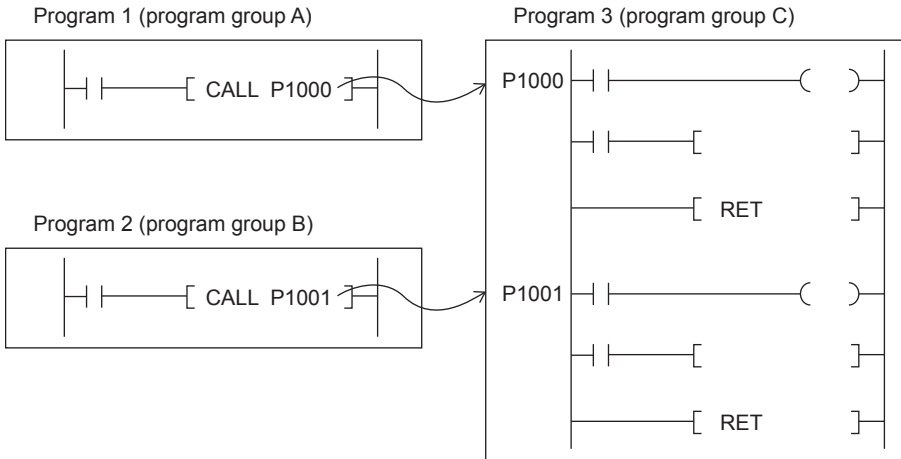 Program 1 (program group A)
CALL P1000
Program 2 (program group B)
CALL P1001
Program 3 (program group C)
P1000
RET
P1001
RET